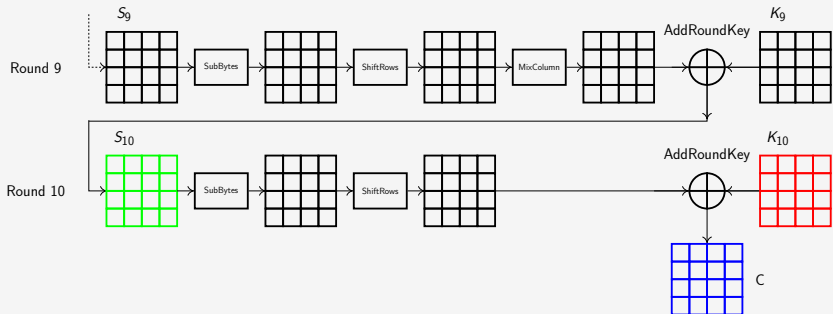 S9
K9
AddRoundKey
Round 9
SubBytes
ShiftRows
MixColumn
S10
K10
AddRoundKey
Round 10
SubBytes
ShiftRows
C